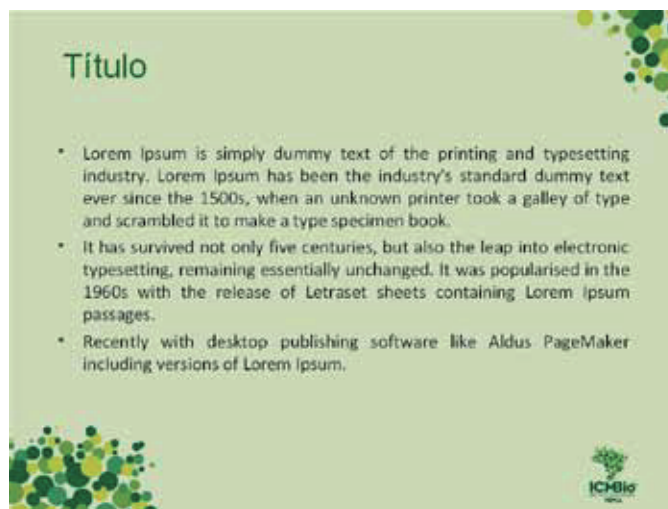 Título
• Lorem Ipsum is simply dummy text of the printing and typesetting
industry. Lorem Ipsum has been the industry's standard dummy text
ever since the 1500s, when an unknown printer took a galley of type
and scrambled it to make a type specimen book.
• It has survived not only five centuries, but also the leap into electronic
typesetting, remaining essentially unchanged. It was popularised in the
1960s with the release of Letraset sheets containing Lorem Ipsum
passages.
• Recently with desktop publishing software like Aldus PageMaker
including versions of Lorem Ipsum.
ICMBio